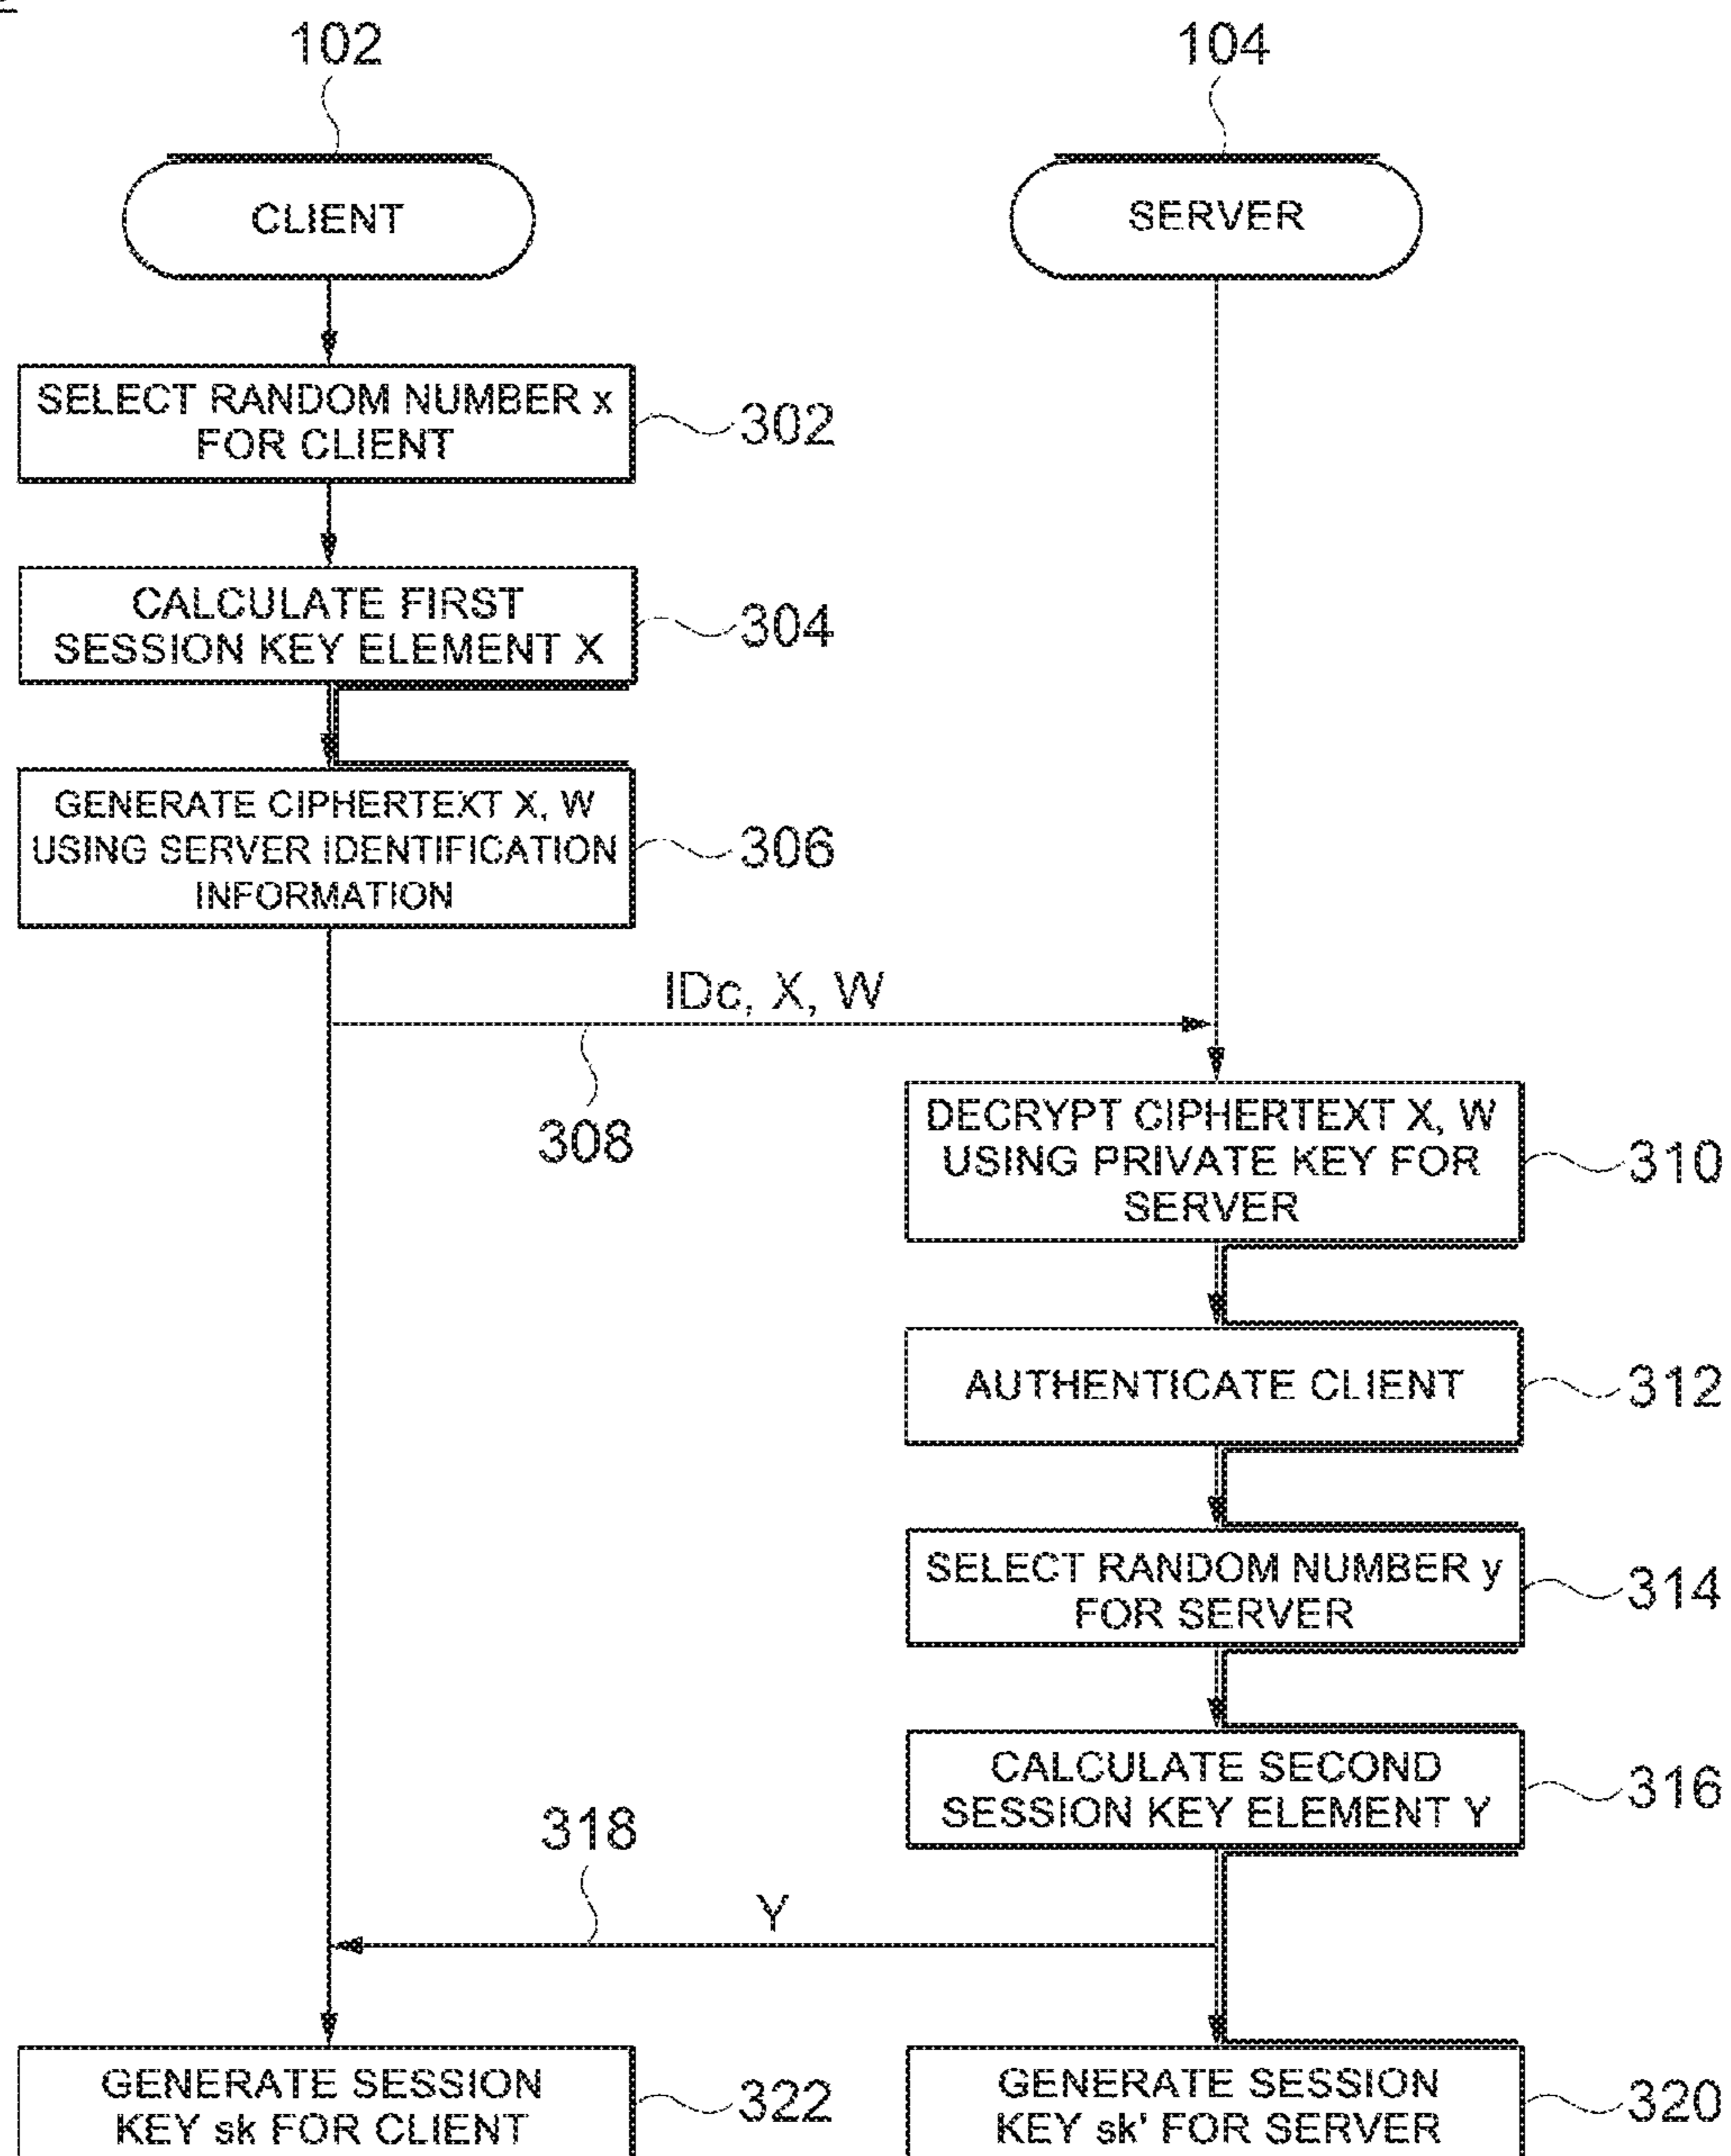 102
104
CLIENT
SERVER
SELECT RANDOM NUMBER x
FOR CLIENT
302
CALCULATE FIRST
SESSION KEY ELEMENT X
304
GENERATE CIPHERTEXT X, W
USING SERVER IDENTIFICATION
INFORMATION
306
IDc, X, W
308
DECRYPT CIPHERTEXT X, W
USING PRIVATE KEY FOR
SERVER
310
AUTHENTICATE CLIENT
312
SELECT RANDOM NUMBER y
FOR SERVER
314
CALCULATE SECOND
SESSION KEY ELEMENT Y
316
318
Y
GENERATE SESSION
KEY sk FOR CLIENT
322
GENERATE SESSION
KEY sk' FOR SERVER
320